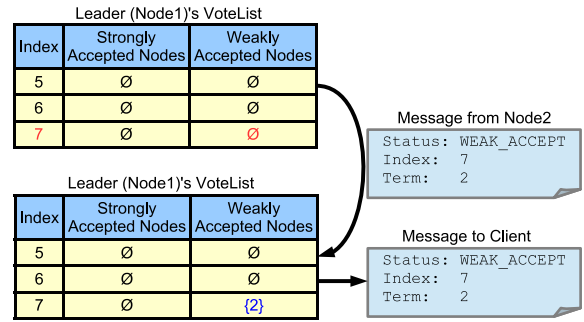 Leader (Node1)'s VoteList
Index Strongly Accepted Nodes Weakly Accepted Nodes
5 Ø Ø
6 Ø Ø
7 Ø Ø
Message from Node2
Status: WEAK_ACCEPT
Index: 7
Term: 2
Leader (Node1)'s VoteList
Index Strongly Accepted Nodes Weakly Accepted Nodes
5 Ø Ø
6 Ø Ø
7 Ø {2}
Message to Client
Status: WEAK_ACCEPT
Index: 7
Term: 2